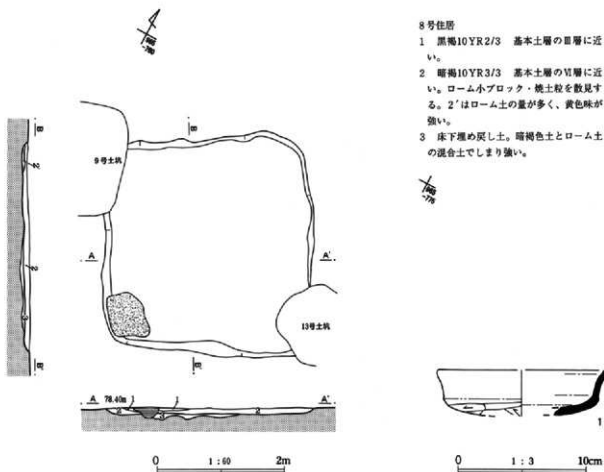 8号住居
1 黒褐10YR2/3 基本土層のⅢ層に近
い。
2 暗褐10YR3/3 基本土層のⅥ層に近
い。ローム小ブロック・焼土粒を散見す
る。2′はローム土の量が多く、黄色味が
強い。
3 床下埋め戻し土。暗褐色土とローム土
の混合土でしまり強い。
9号土坑
13号土坑
B
B
B'
B'
2'
2
3
A
A'
A 78.40m 1 1 A'
2 3 2
0 1:60 2m
1
0 1:3 10cm